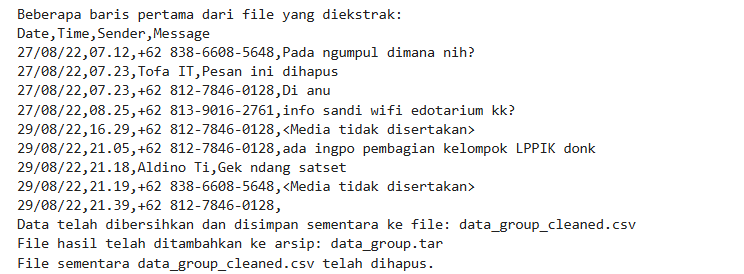 Beberapa baris pertama dari file yang diekstrak:
Date,Time,Sender,Message
27/08/22,07.12,+62 838-6608-5648,Pada ngumpul dimana nih?
27/08/22,07.23,Tofa IT,Pesan ini dihapus
27/08/22,07.23,+62 812-7846-0128,Di anu
27/08/22,08.25,+62 813-9016-2761,info sandi wifi edotarium kk?
29/08/22,16.29,+62 812-7846-0128,<Media tidak disertakan>
29/08/22,21.05,+62 812-7846-0128,ada ingpo pembagian kelompok LPPIK donk
29/08/22,21.18,Aldino Ti,Gek ndang satset
29/08/22,21.19,+62 838-6608-5648,<Media tidak disertakan>
29/08/22,21.39,+62 812-7846-0128,
Data telah dibersihkan dan disimpan sementara ke file: data_group_cleaned.csv
File hasil telah ditambahkan ke arsip: data_group.tar
File sementara data_group_cleaned.csv telah dihapus.